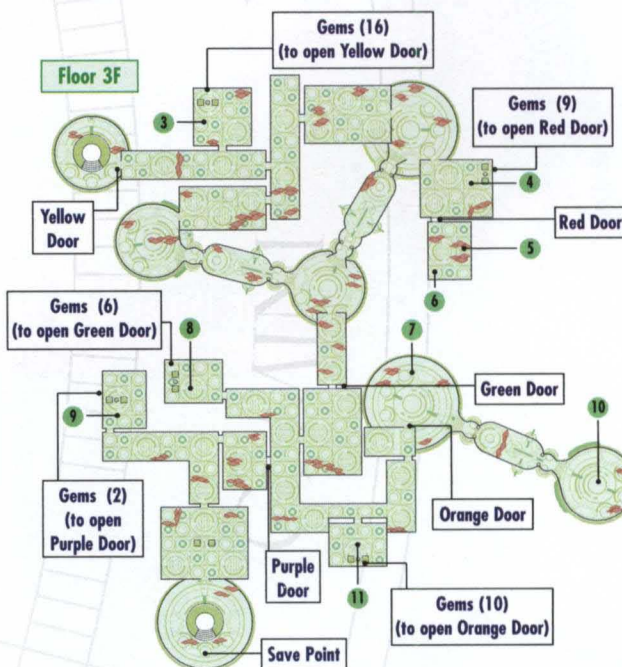 Gems (16)
(to open Yellow Door)
Floor 3F
3
Gems (9)
(to open Red Door)
4
Yellow
Door
Red Door
5
6
Gems (6)
(to open Green Door)
8
7
Green Door
9
10
Gems (2)
(to open
Purple Door)
Orange Door
Purple
Door
11
Gems (10)
(to open Orange Door)
Save Point